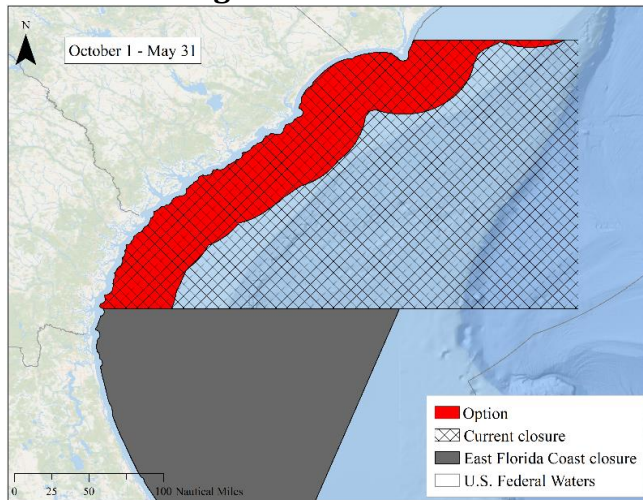 N
October 1 - May 31
Option
Current closure
East Florida Coast closure
U.S. Federal Waters
0 25 50 100 Nautical Miles